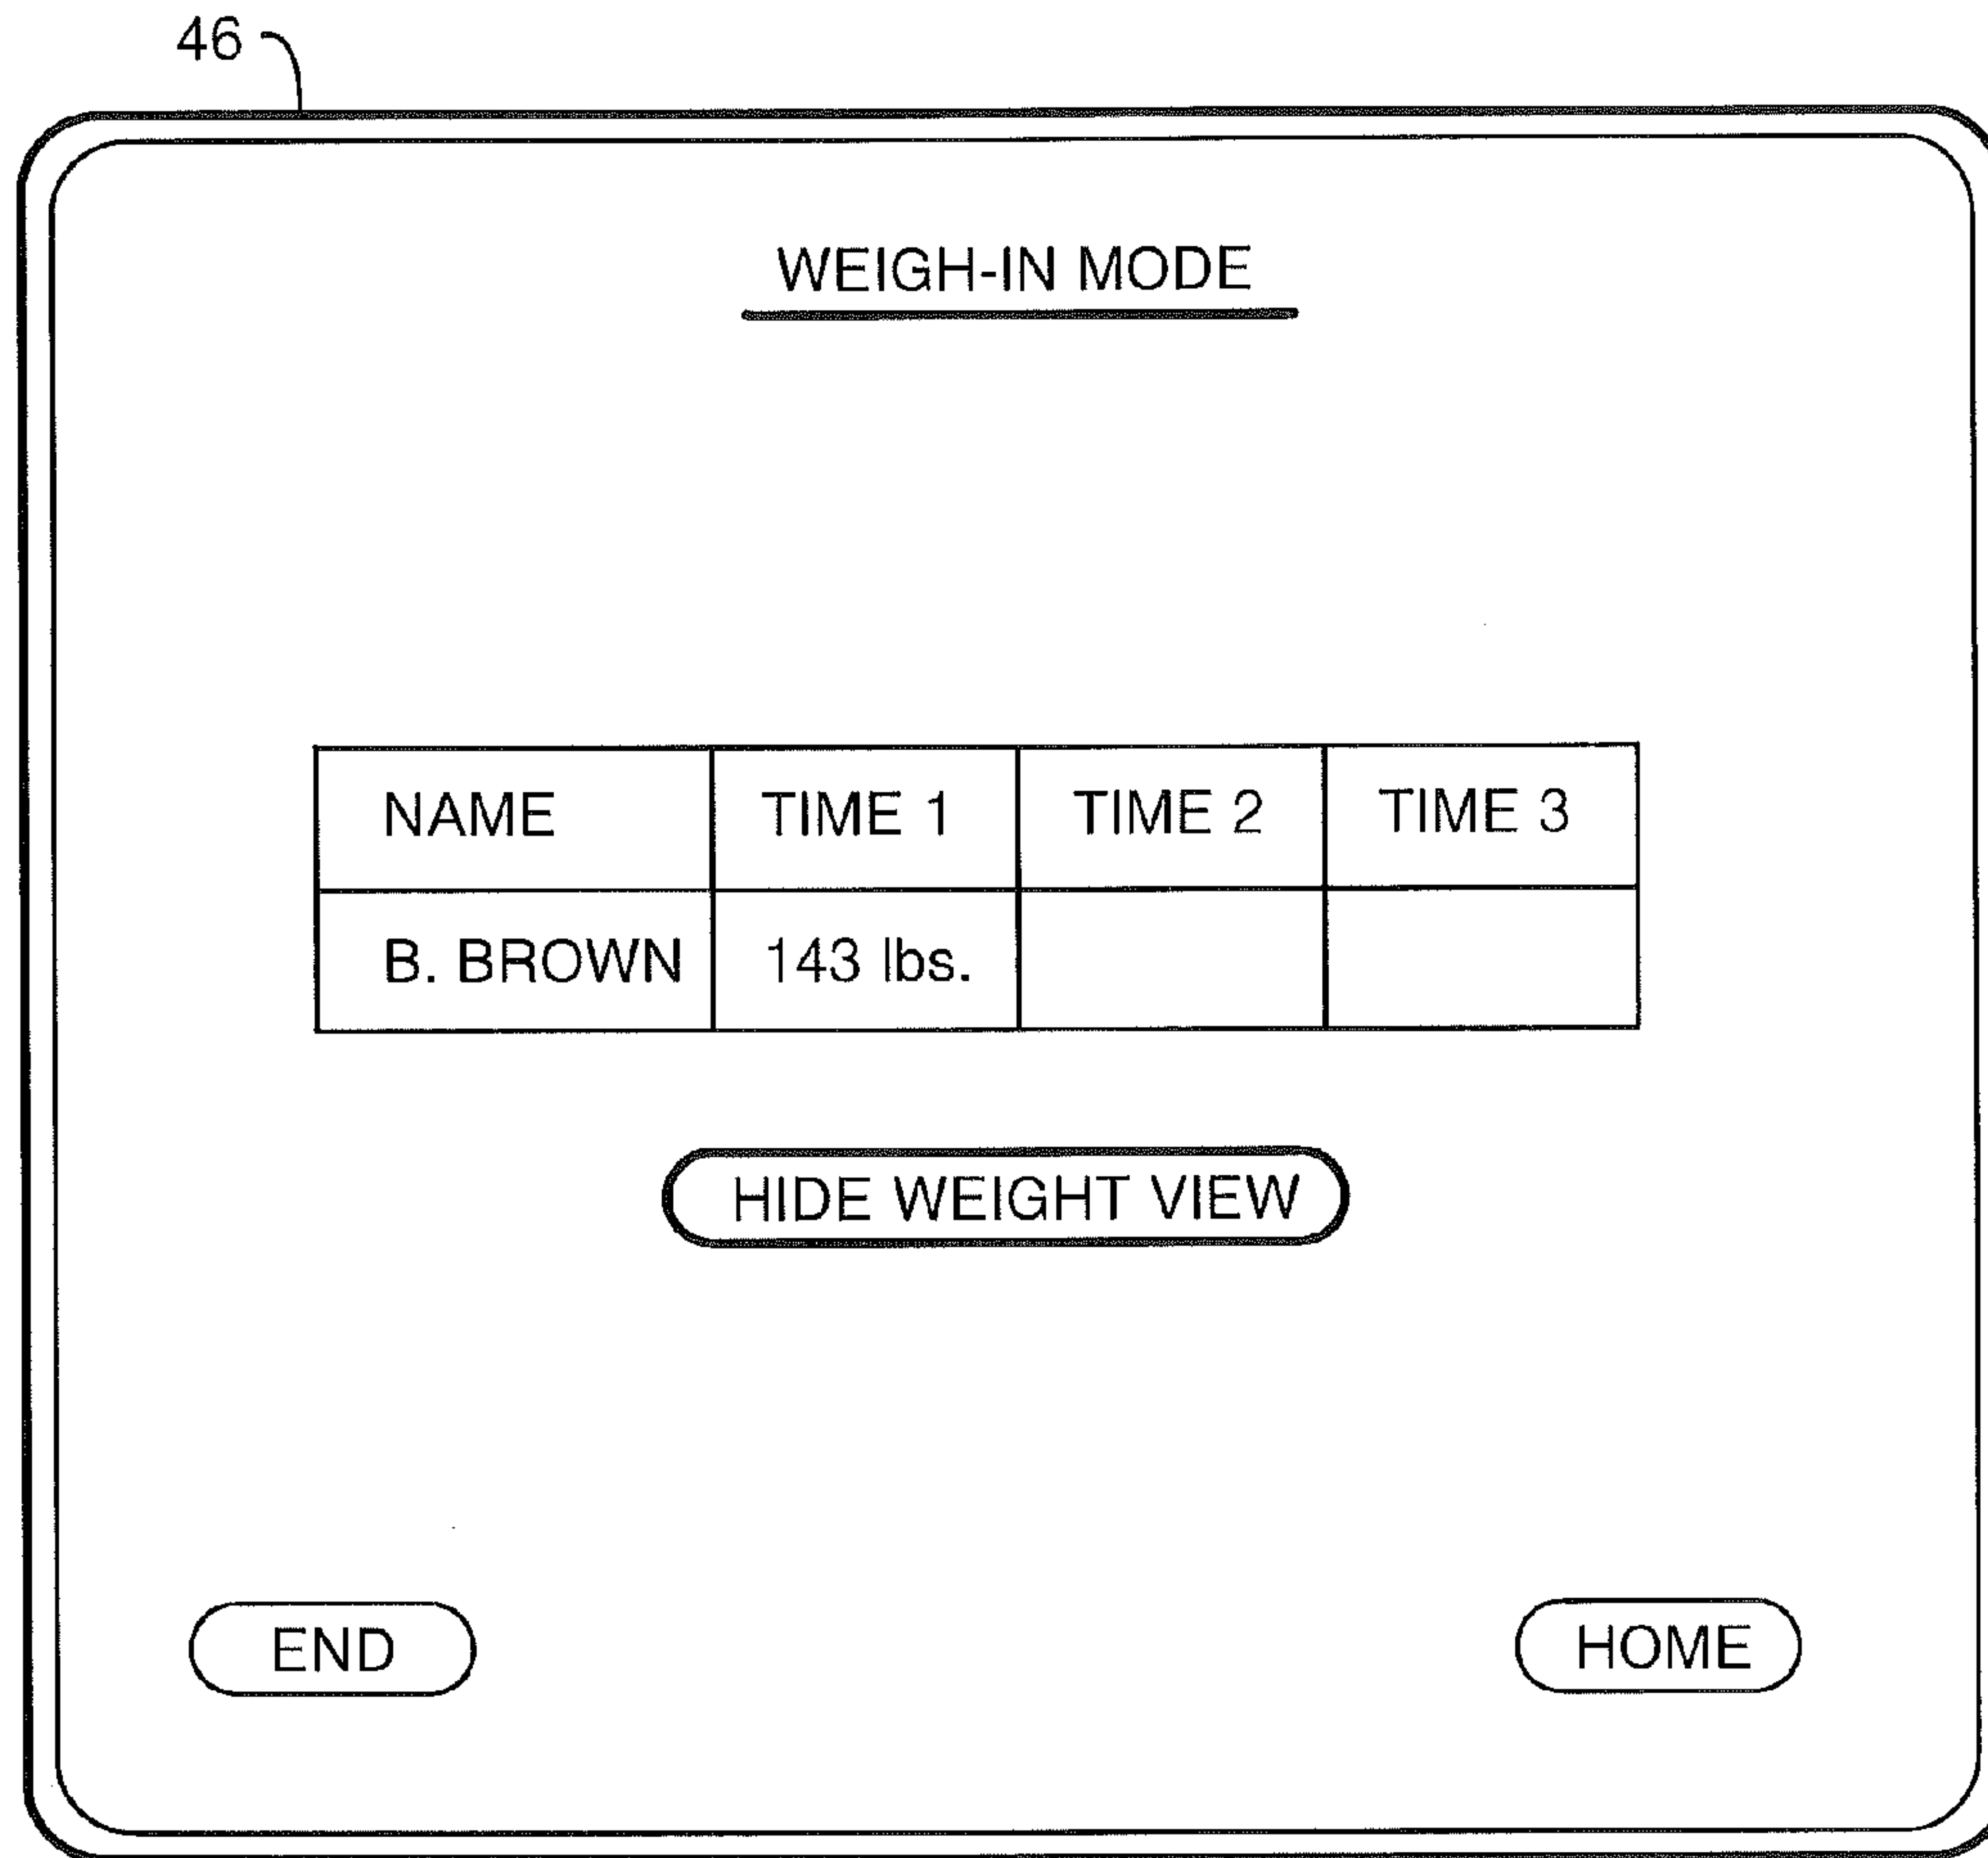 46
WEIGH-IN MODE
NAME TIME 1 TIME 2 TIME 3
B. BROWN 143 lbs.
HIDE WEIGHT VIEW
END HOME